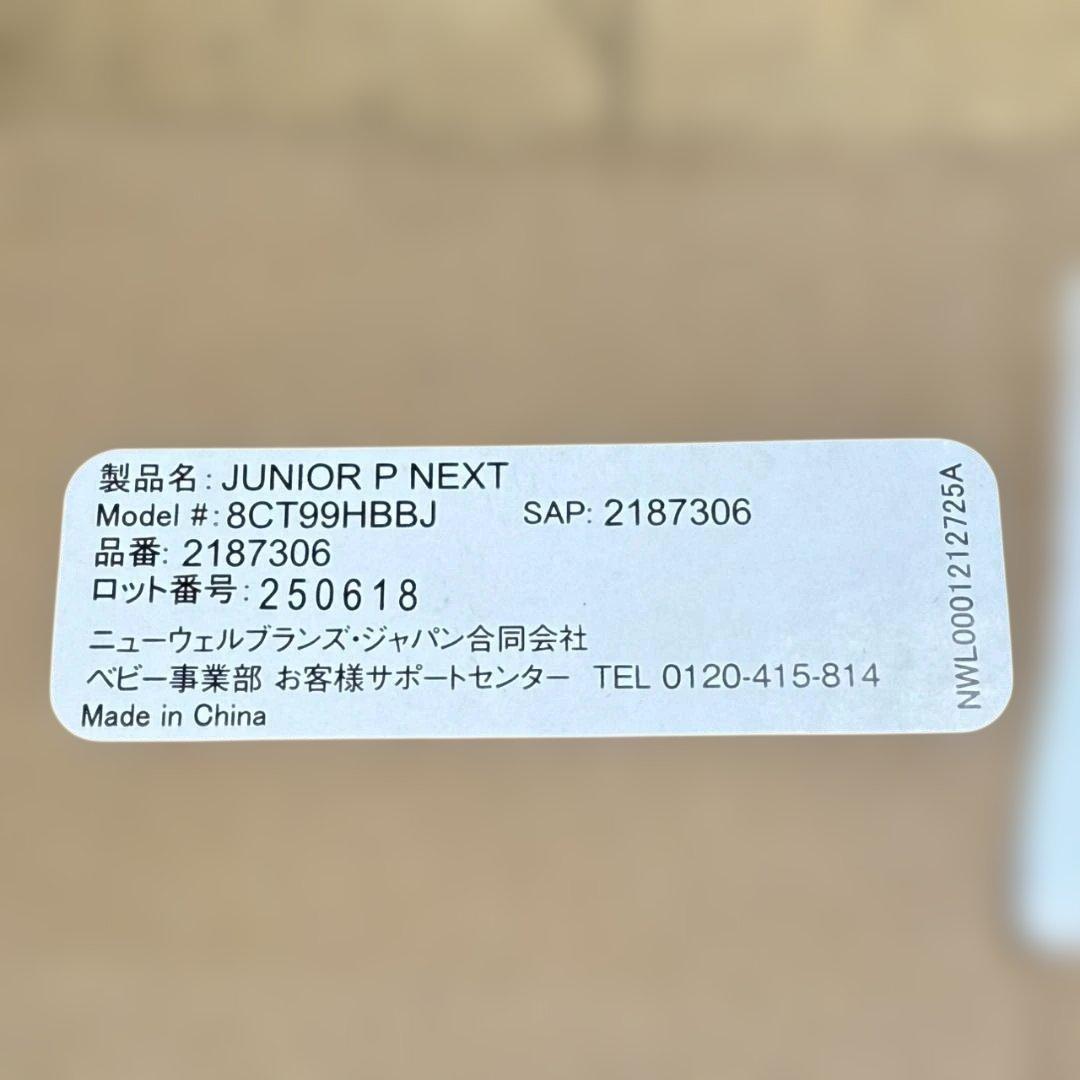 製品名: JUNIOR P NEXT
Model #: 8CT99HBBJ SAP: 2187306
品番: 2187306
ロット番号: 250618
ニューウェルブランズ・ジャパン合同会社
ベビー事業部 お客様サポートセンター TEL 0120-415-814
Made in China
NWL0001212725A